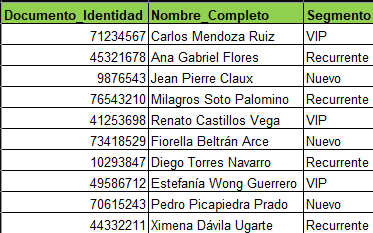 Documento_Identidad Nombre_Completo Segmento
71234567 Carlos Mendoza Ruiz VIP
45321678 Ana Gabriel Flores Recurrente
9876543 Jean Pierre Claux Nuevo
76543210 Milagros Soto Palomino Recurrente
41253698 Renato Castillos Vega VIP
73418529 Fiorella Beltrán Arce Nuevo
10293847 Diego Torres Navarro Recurrente
49586712 Estefanía Wong Guerrero VIP
70615243 Pedro Picapiedra Prado Nuevo
44332211 Ximena Dávila Ugarte Recurrente